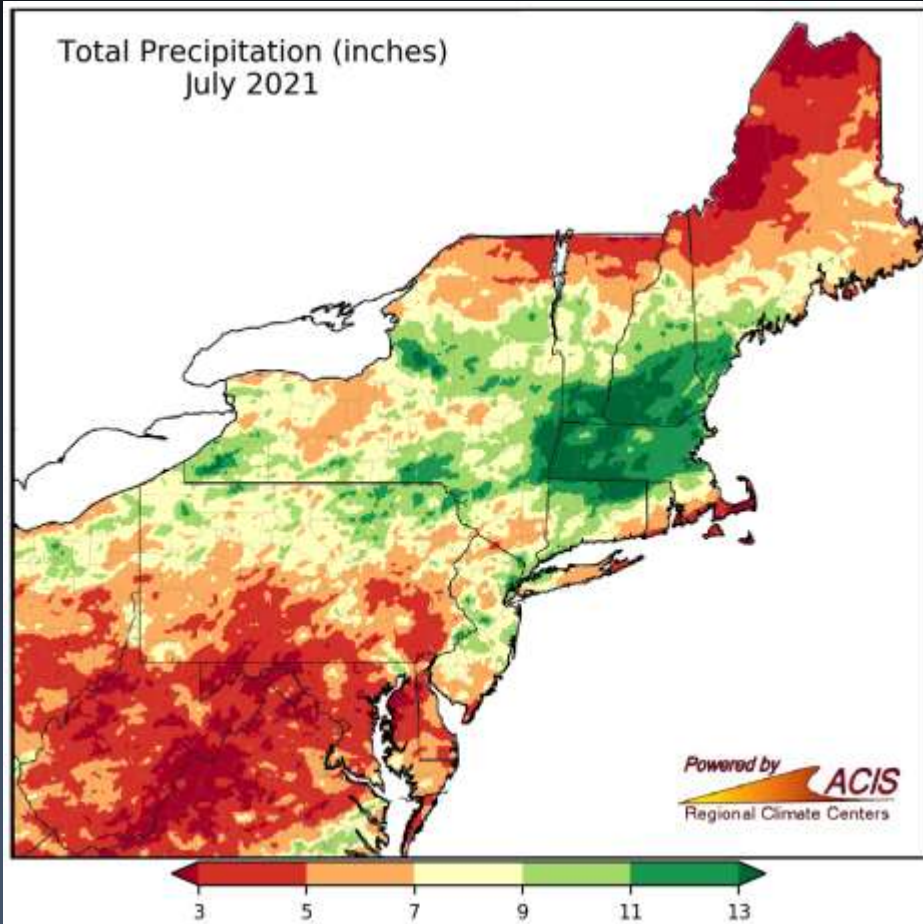 Total Precipitation (inches)
July 2021
Powered by
ACIS
Regional Climate Centers
3 5 7 9 11 13